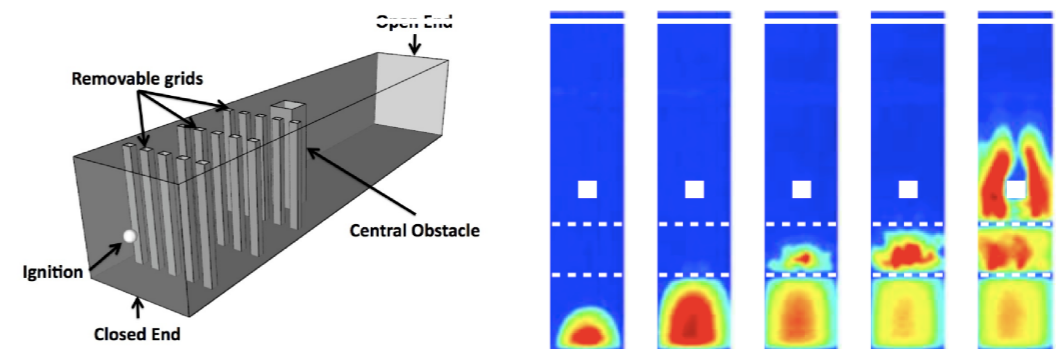 Open End
Removable grids
Central Obstacle
Ignition
Closed End